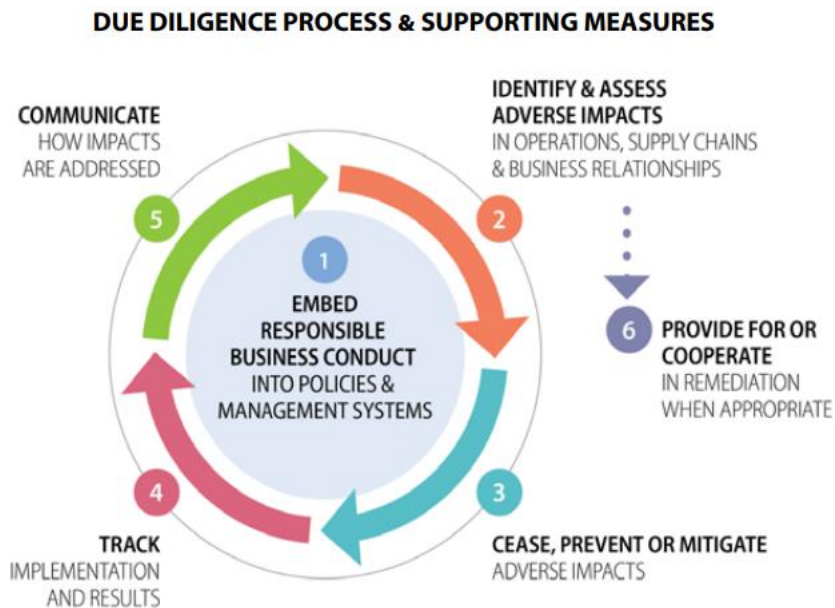 DUE DILIGENCE PROCESS & SUPPORTING MEASURES
1
EMBED
RESPONSIBLE
BUSINESS CONDUCT
INTO POLICIES &
MANAGEMENT SYSTEMS
2
IDENTIFY & ASSESS
ADVERSE IMPACTS
IN OPERATIONS, SUPPLY CHAINS
& BUSINESS RELATIONSHIPS
3
CEASE, PREVENT OR MITIGATE
ADVERSE IMPACTS
4
TRACK
IMPLEMENTATION
AND RESULTS
5
COMMUNICATE
HOW IMPACTS
ARE ADDRESSED
6
PROVIDE FOR OR
COOPERATE
IN REMEDIATION
WHEN APPROPRIATE